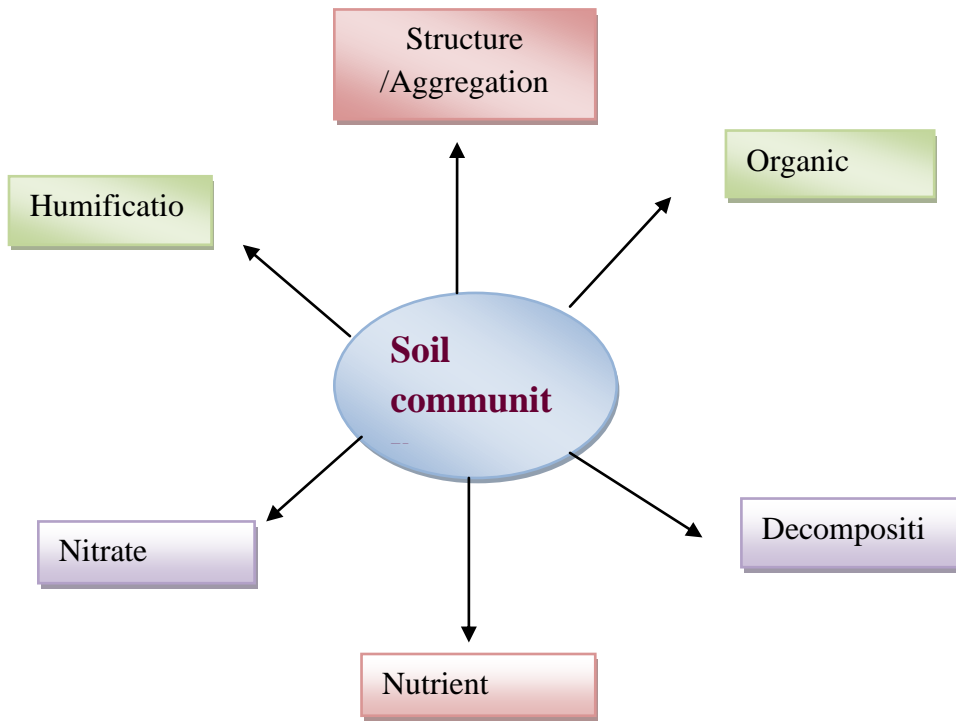 Structure
/Aggregation
Organic
Humificatio
Soil
communit
Nitrate
Decompositi
Nutrient